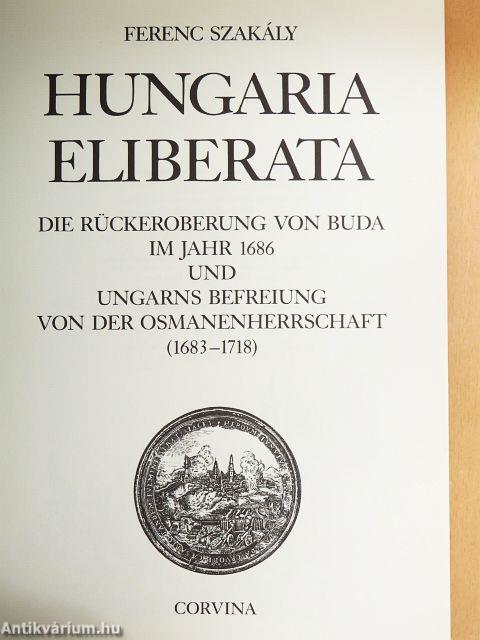 FERENC SZAKÁLY
HUNGARIA
ELIBERATA
DIE RÜCKEROBERUNG VON BUDA
IM JAHR 1686
UND
UNGARNS BEFREIUNG
VON DER OSMANENHERRSCHAFT
(1683–1718)
CORVINA
Antikvárium.hu